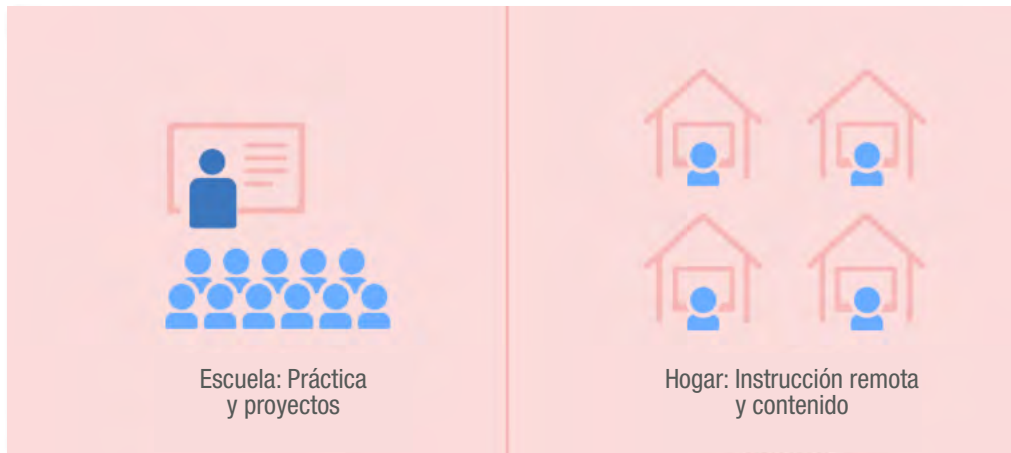 Escuela: Práctica
y proyectos
Hogar: Instrucción remota
y contenido